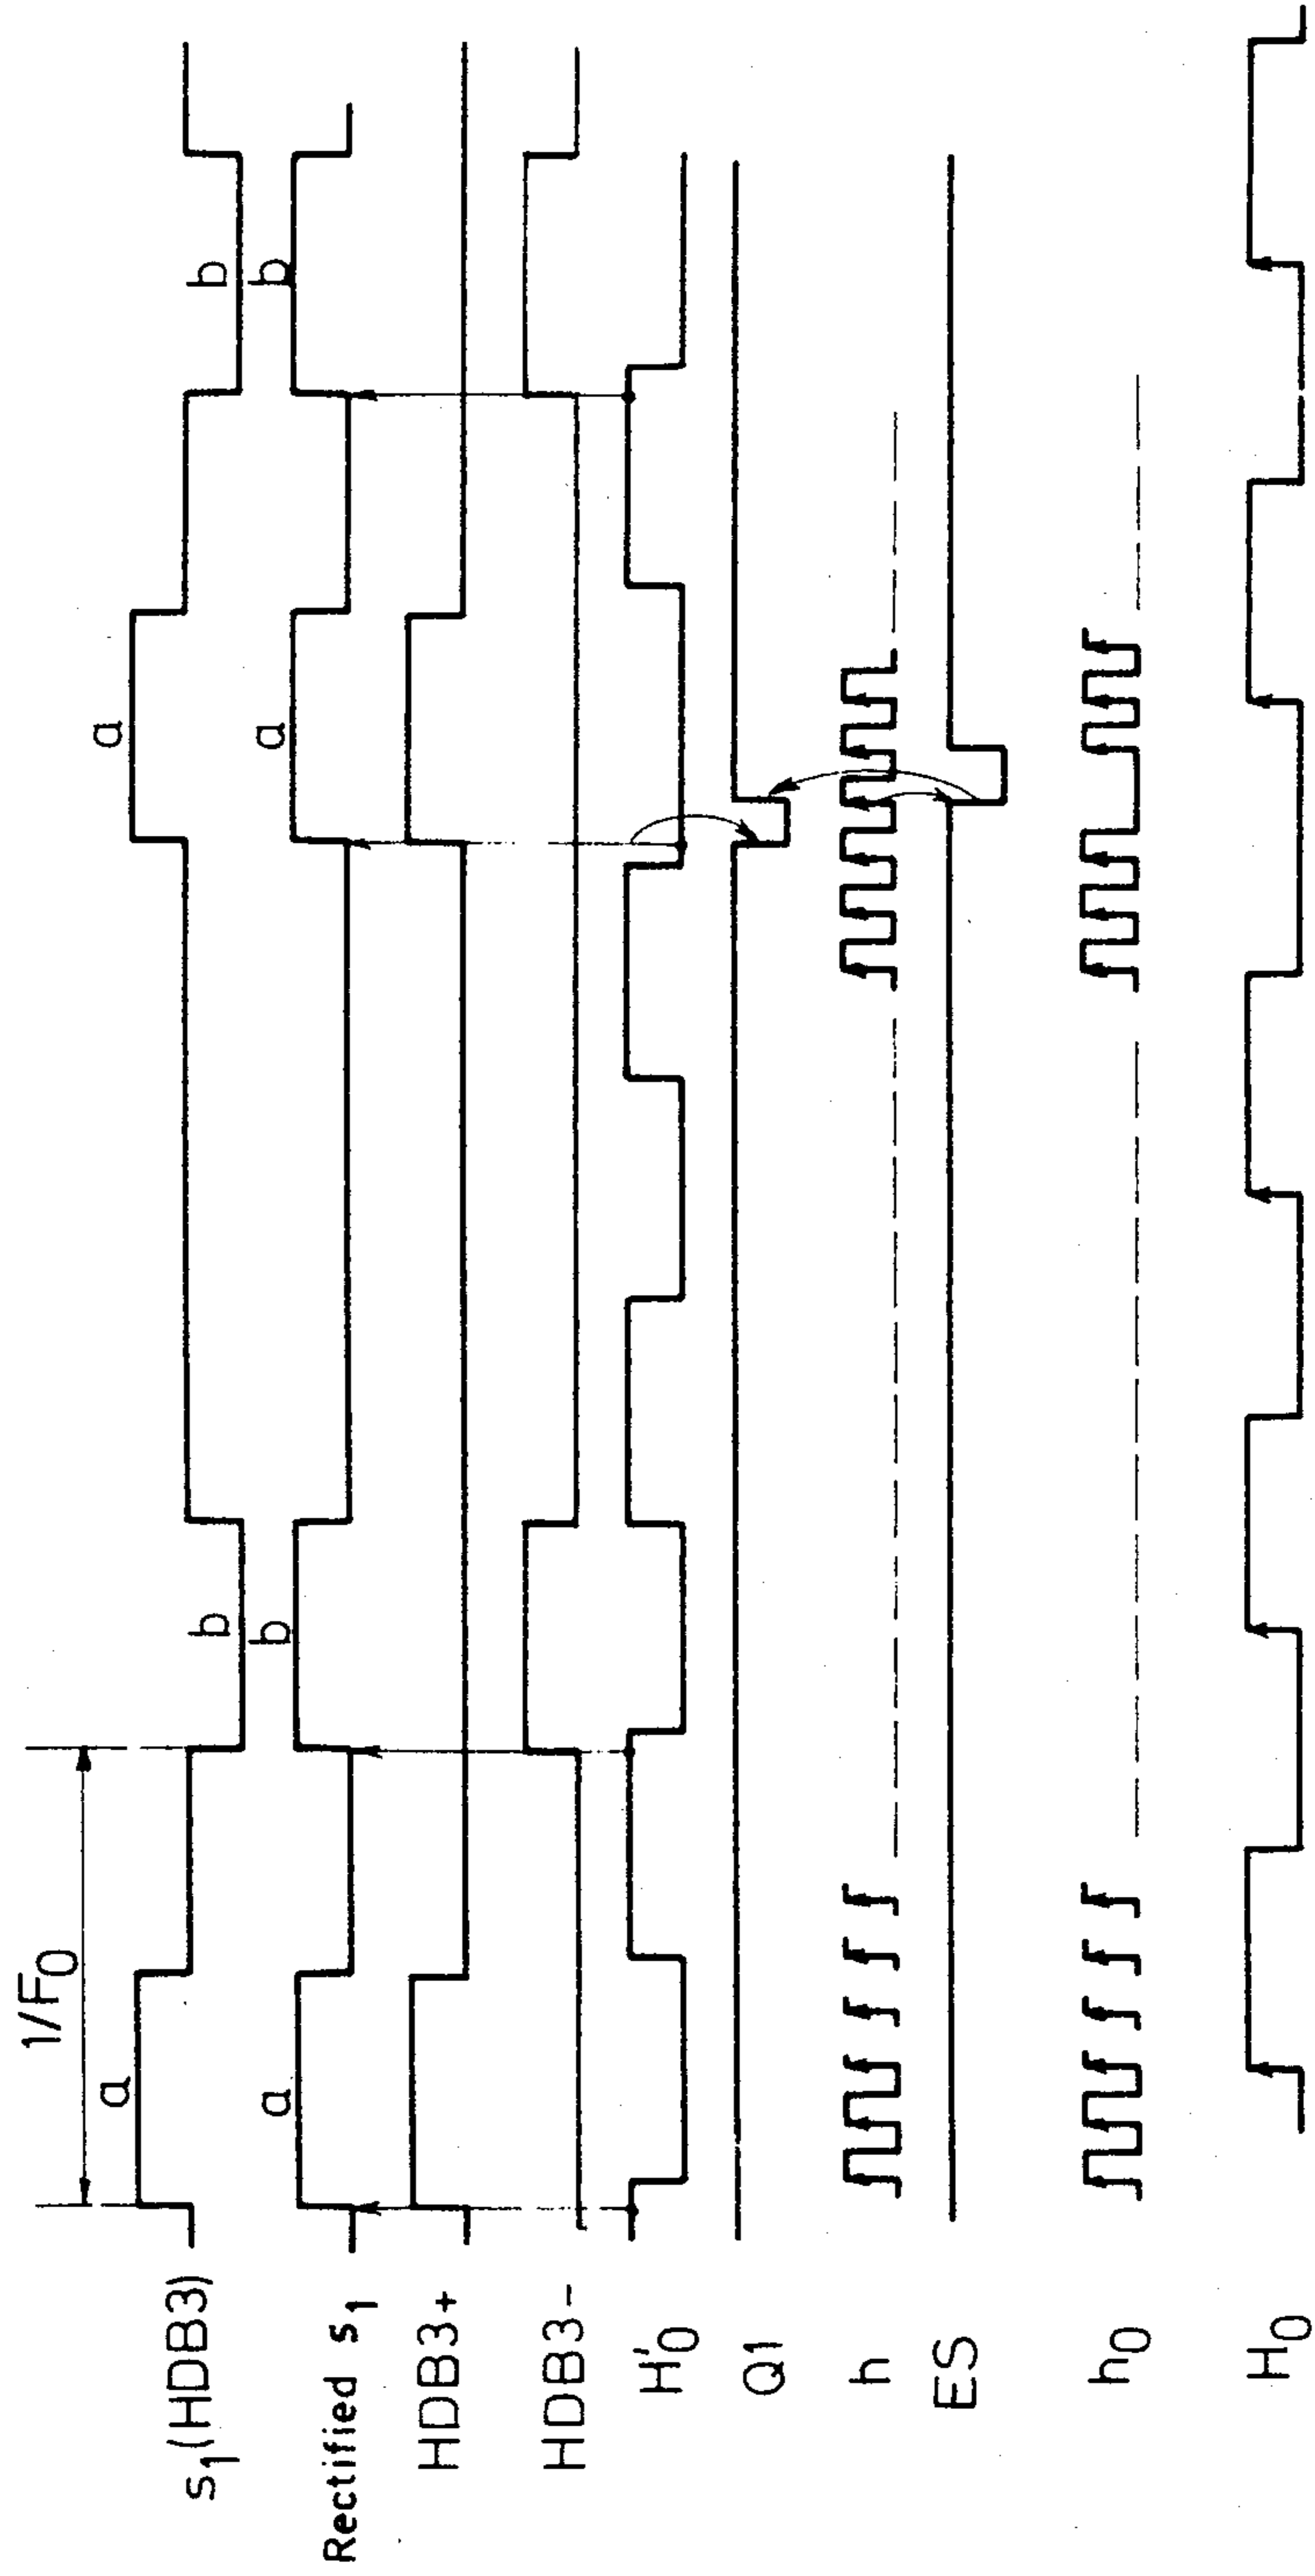 1/F0
a
b
a
b
s1(HDB3)
a
b
a
b
Rectified s1
HDB3+
HDB3-
H'0
Q1
h
ES
h0
H0